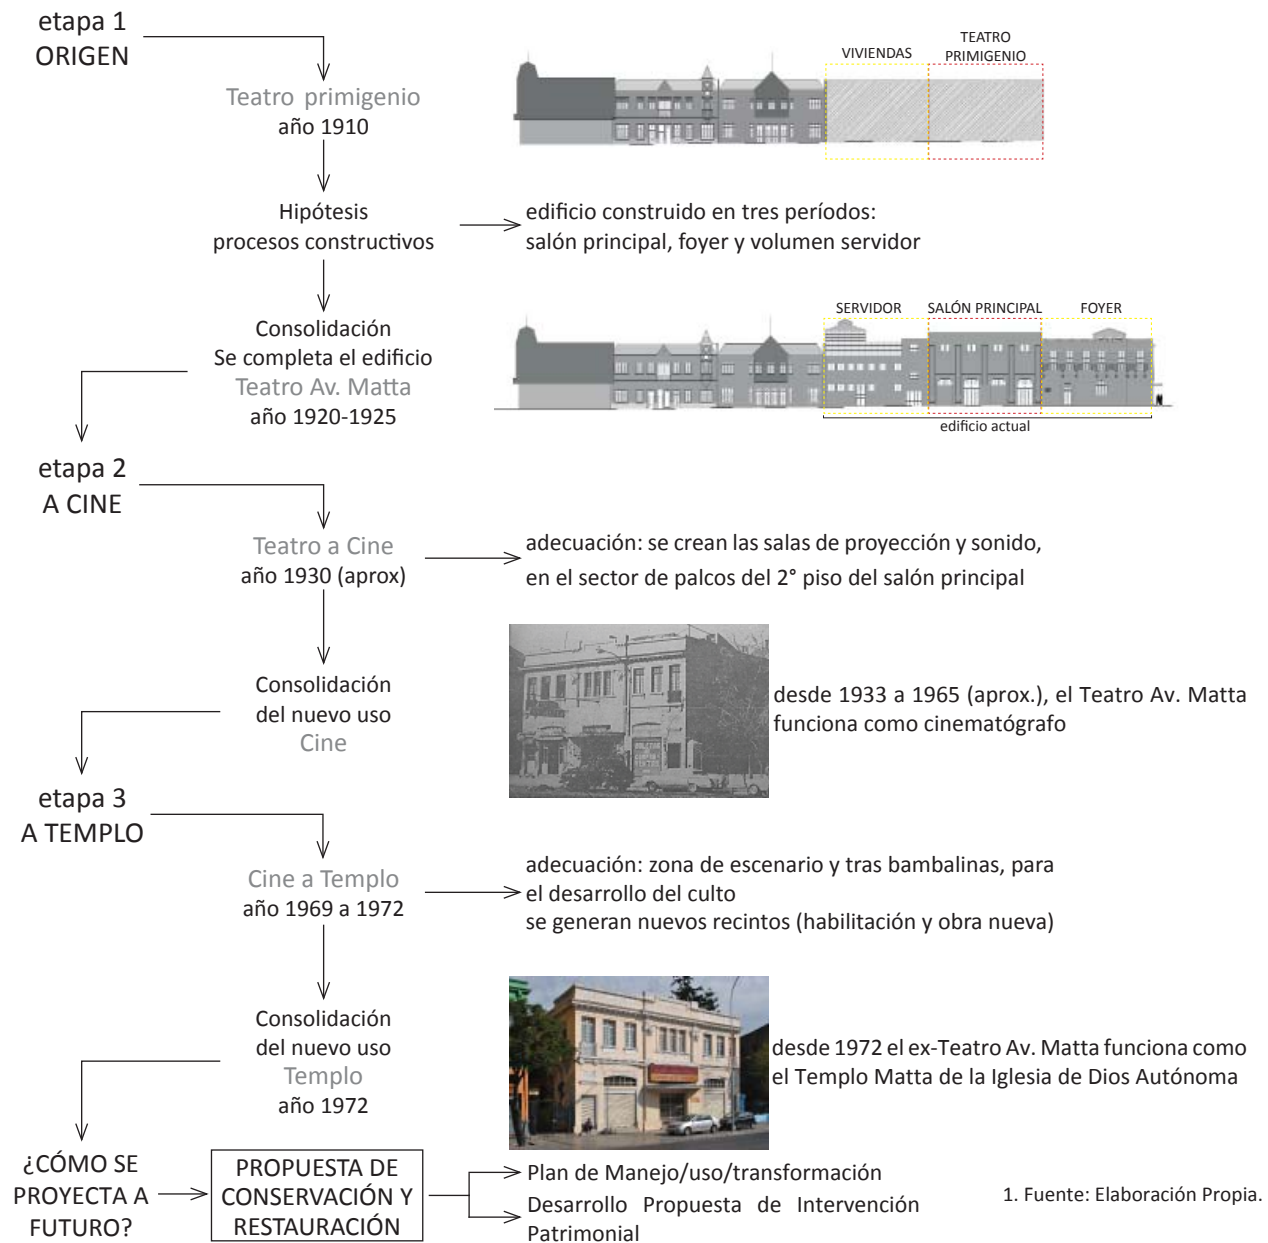 etapa 1
ORIGEN
Teatro primigenio
año 1910
VIVIENDAS
TEATRO
PRIMIGENIO
Hipótesis
procesos constructivos
edificio construido en tres períodos:
salón principal, foyer y volumen servidor
Consolidación
Se completa el edificio
Teatro Av. Matta
año 1920-1925
SERVIDOR
SALÓN PRINCIPAL
FOYER
edificio actual
etapa 2
A CINE
Teatro a Cine
año 1930 (aprox)
adecuación: se crean las salas de proyección y sonido,
en el sector de palcos del 2° piso del salón principal
Consolidación
del nuevo uso
Cine
desde 1933 a 1965 (aprox.), el Teatro Av. Matta
funciona como cinematógrafo
etapa 3
A TEMPLO
Cine a Templo
año 1969 a 1972
adecuación: zona de escenario y tras bambalinas, para
el desarrollo del culto
se generan nuevos recintos (habilitación y obra nueva)
Consolidación
del nuevo uso
Templo
año 1972
desde 1972 el ex-Teatro Av. Matta funciona como
el Templo Matta de la Iglesia de Dios Autónoma
¿CÓMO SE
PROYECTA A
FUTURO?
PROPUESTA DE
CONSERVACIÓN Y
RESTAURACIÓN
Plan de Manejo/uso/transformación
Desarrollo Propuesta de Intervención
Patrimonial
1. Fuente: Elaboración Propia.